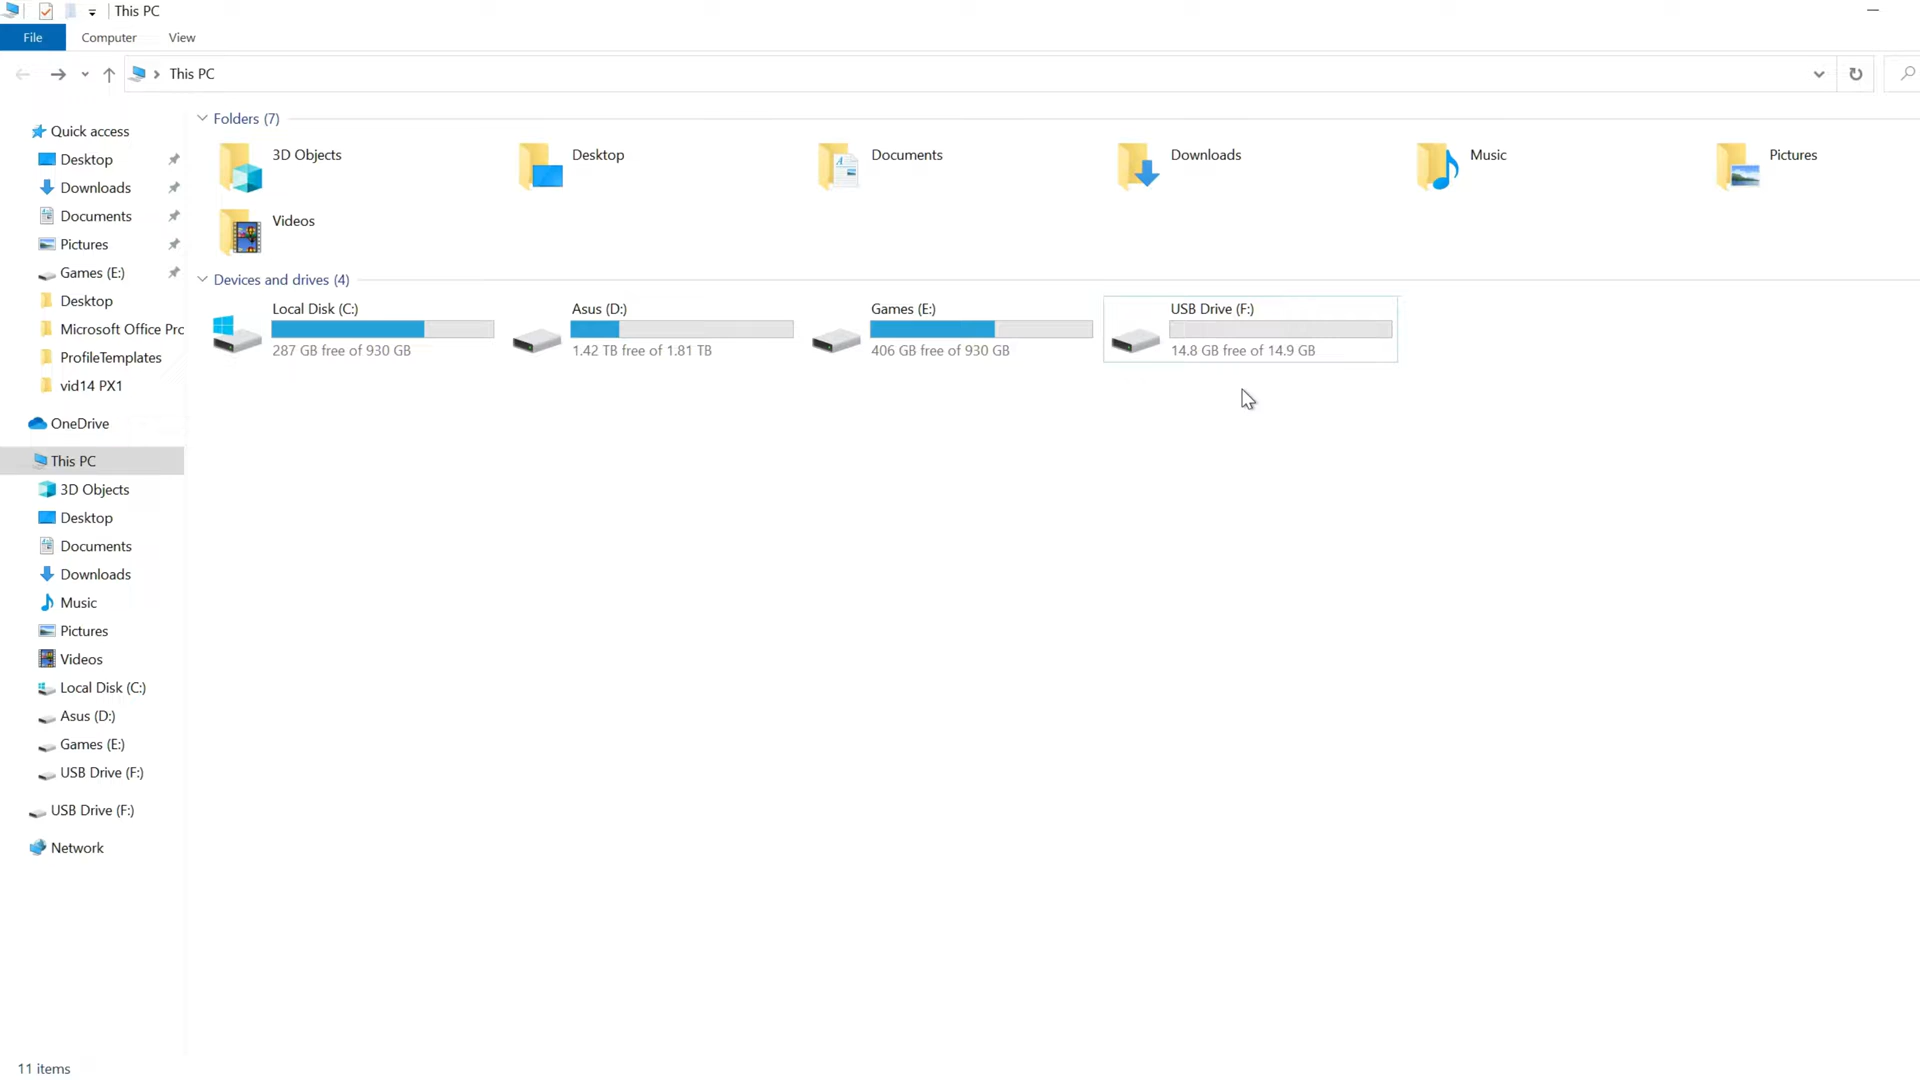 This PC
File Computer View
This PC
Quick access
Desktop
Downloads
Documents
Pictures
Games (E:)
Desktop
Microsoft Office Prc
ProfileTemplates
vid14 PX1
OneDrive
This PC
3D Objects
Desktop
Documents
Downloads
Music
Pictures
Videos
Local Disk (C:)
Asus (D:)
Games (E:)
USB Drive (F:)
USB Drive (F:)
Network
Folders (7)
3D Objects Desktop Documents Downloads Music Pictures
Videos
Devices and drives (4)
Local Disk (C:)
287 GB free of 930 GB
Asus (D:)
1.42 TB free of 1.81 TB
Games (E:)
406 GB free of 930 GB
USB Drive (F:)
14.8 GB free of 14.9 GB
11 items